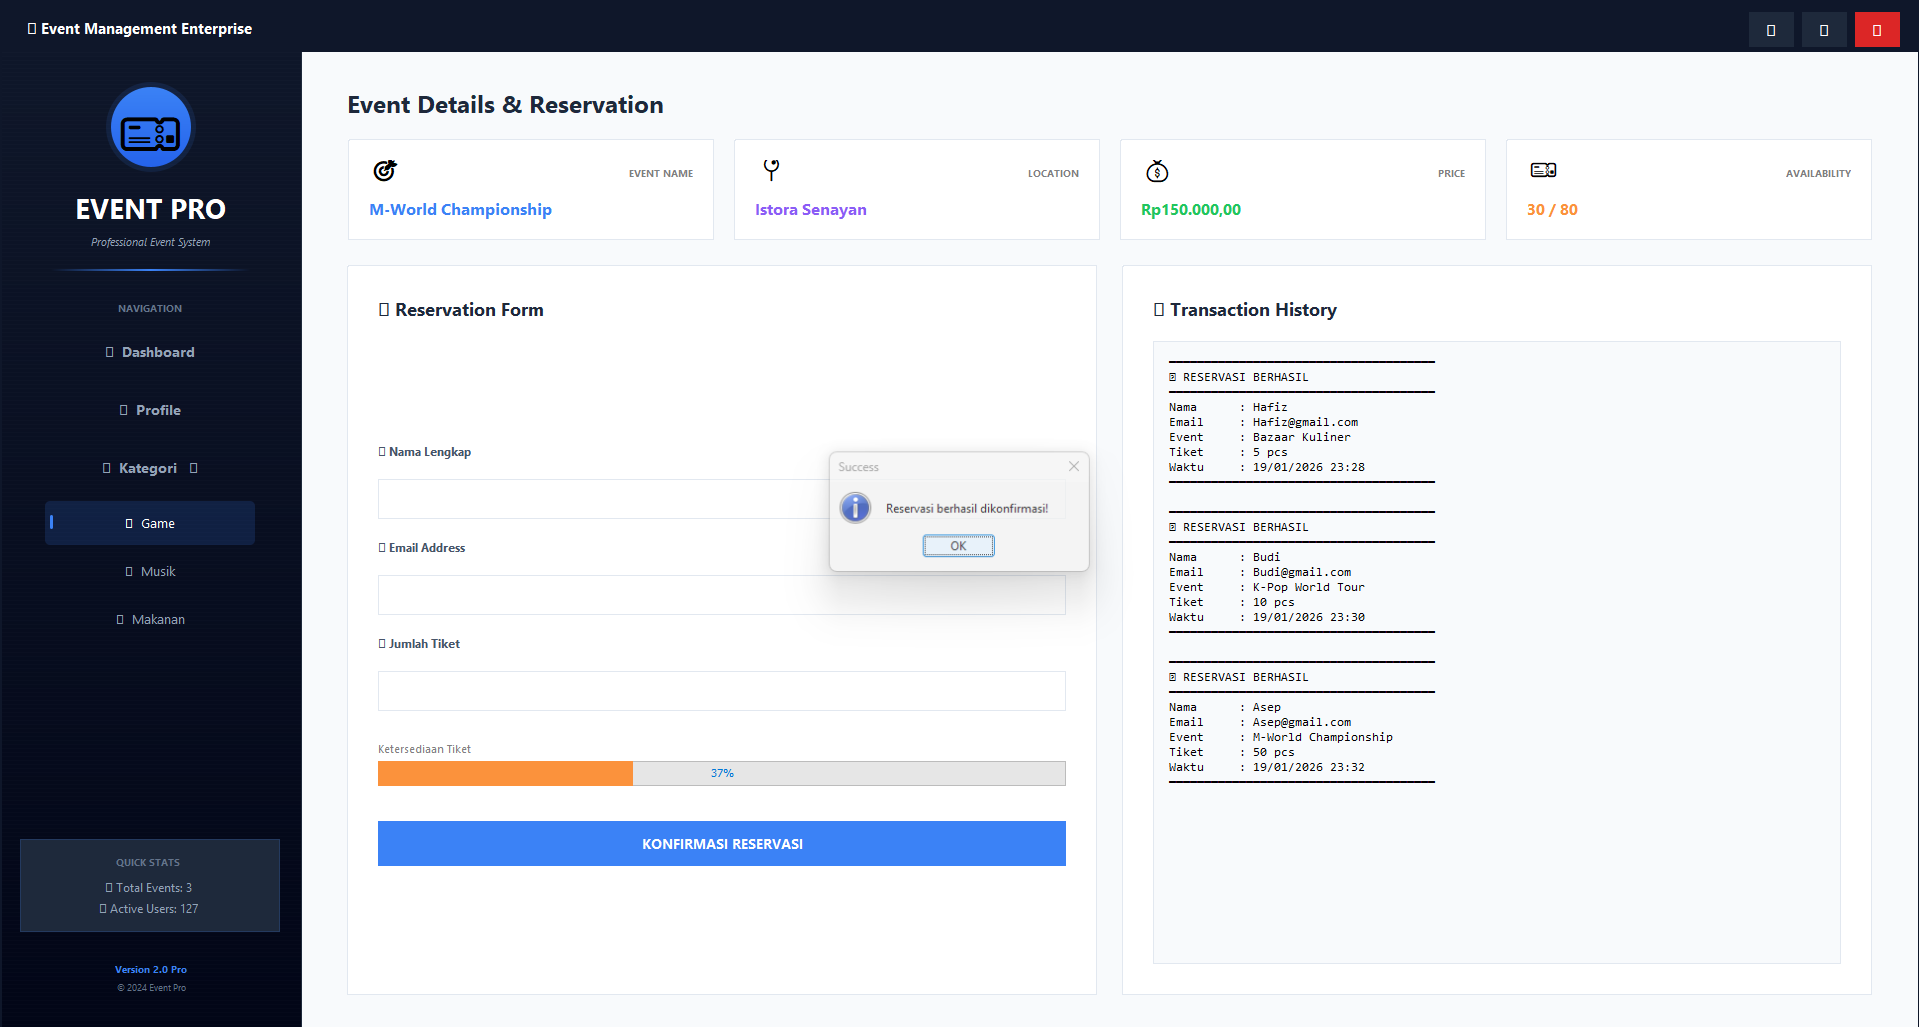 Event Management Enterprise
EVENT PRO
Professional Event System
NAVIGATION
Dashboard
Profile
Kategori
Game
Musik
Makanan
QUICK STATS
Total Events: 3
Active Users: 127
Version 2.0 Pro
© 2024 Event Pro
Event Details & Reservation
EVENT NAME
M-World Championship
LOCATION
Istora Senayan
PRICE
Rp150.000,00
AVAILABILITY
30 / 80
Reservation Form
Nama Lengkap
Email Address
Jumlah Tiket
Ketersediaan Tiket
37%
KONFIRMASI RESERVASI
Success
Reservasi berhasil dikonfirmasi!
OK
Transaction History
RESERVASI BERHASIL
Nama : Hafiz
Email : Hafiz@gmail.com
Event : Bazaar Kuliner
Tiket : 5 pcs
Waktu : 19/01/2026 23:28
RESERVASI BERHASIL
Nama : Budi
Email : Budi@gmail.com
Event : K-Pop World Tour
Tiket : 10 pcs
Waktu : 19/01/2026 23:30
RESERVASI BERHASIL
Nama : Asep
Email : Asep@gmail.com
Event : M-World Championship
Tiket : 50 pcs
Waktu : 19/01/2026 23:32